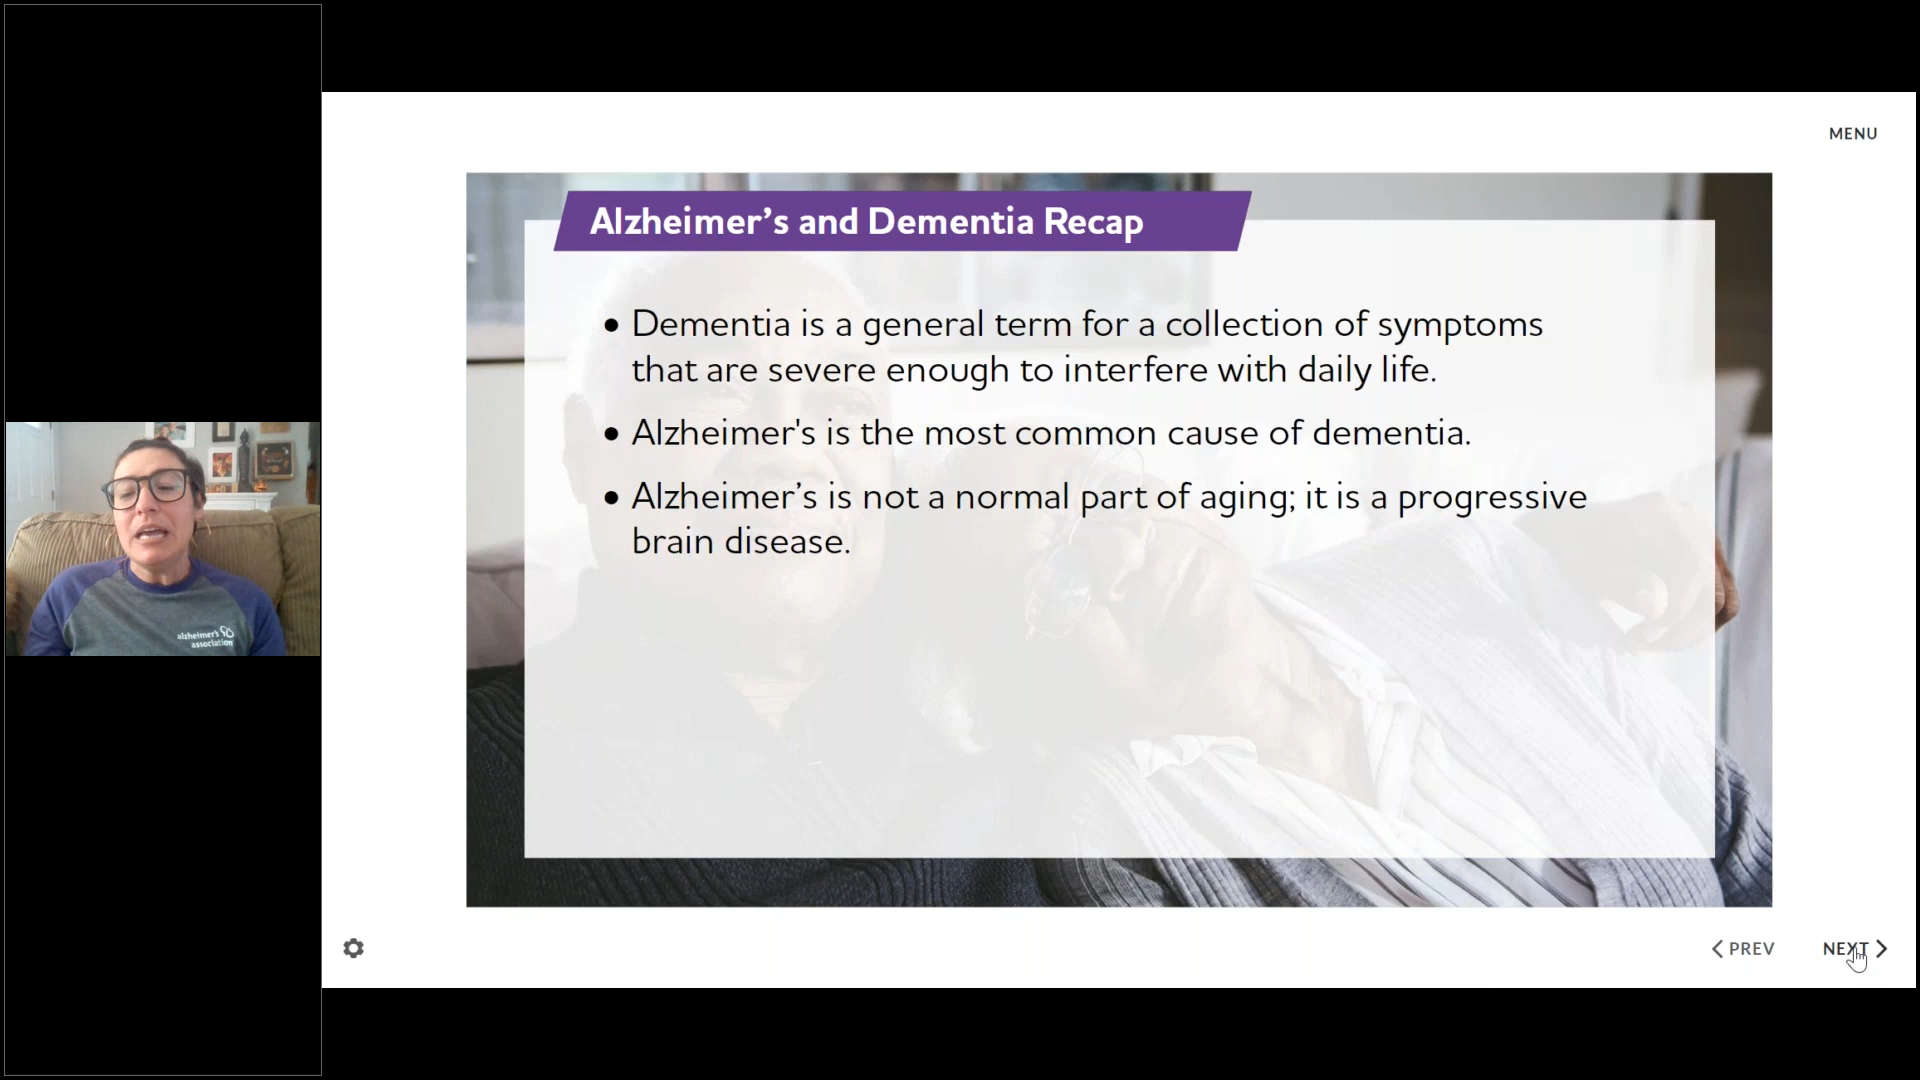 MENU
Alzheimer’s and Dementia Recap
• Dementia is a general term for a collection of symptoms
that are severe enough to interfere with daily life.
• Alzheimer's is the most common cause of dementia.
• Alzheimer’s is not a normal part of aging; it is a progressive
brain disease.
alzheimer's
association
PREV
NEXT